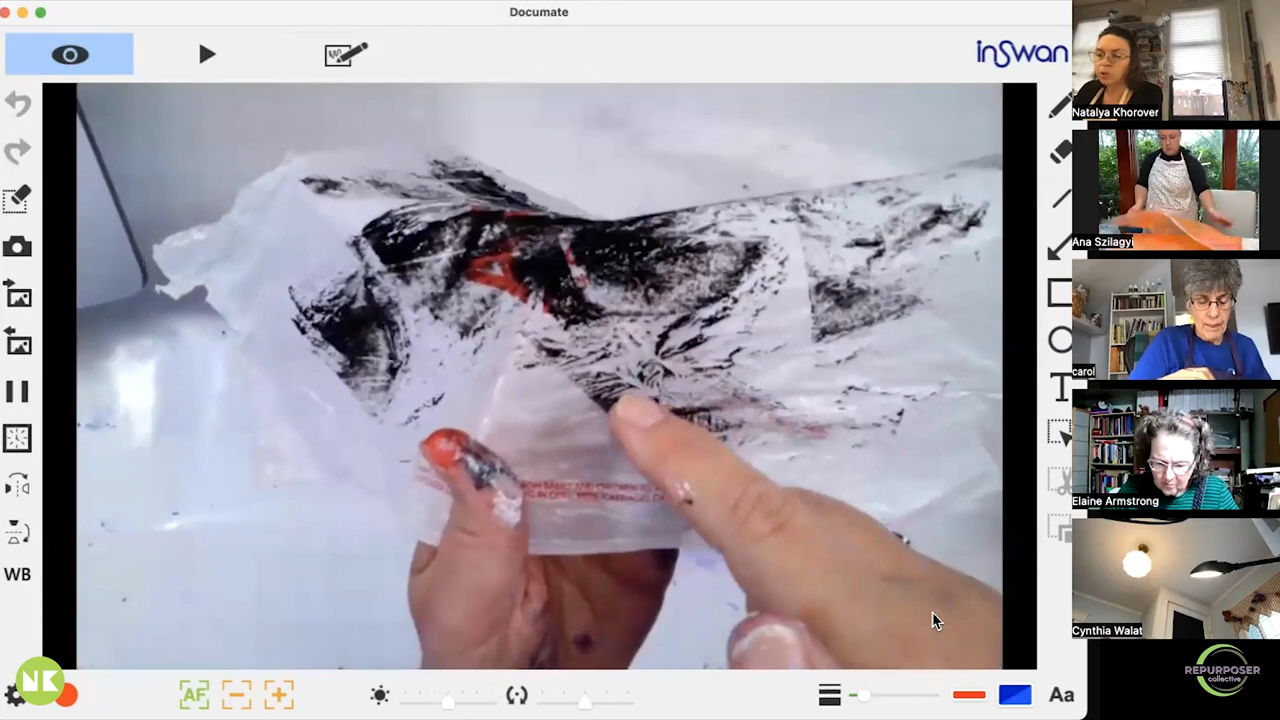 Documate
inSwan
Natalya Khorover
Ana Szilagyi
carol
T
Elaine Armstrong
WB
Cynthia Walat
NK
AF
Aa
REPURPOSER
collective